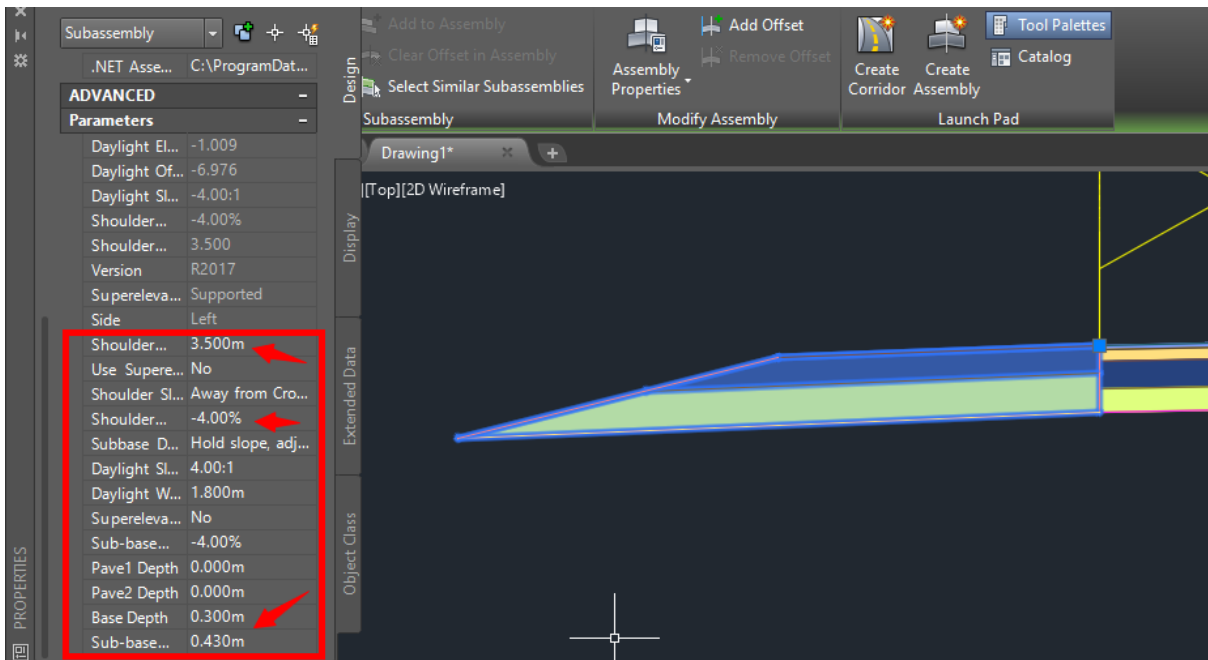 Subassembly
.NET Asse... C:\ProgramDat...
ADVANCED
Parameters
Daylight El... -1.009
Daylight Of... -6.976
Daylight Sl... -4.00:1
Shoulder... -4.00%
Shoulder... 3.500
Version R2017
Supereleva... Supported
Side Left
Shoulder... 3.500m
Use Supere... No
Shoulder Sl... Away from Cro...
Shoulder... -4.00%
Subbase D... Hold slope, adj...
Daylight Sl... 4.00:1
Daylight W... 1.800m
Supereleva... No
Sub-base... -4.00%
Pave1 Depth 0.000m
Pave2 Depth 0.000m
Base Depth 0.300m
Sub-base... 0.430m
PROPERTIES
Design
Display
Extended Data
Object Class
Add to Assembly
Clear Offset in Assembly
Select Similar Subassemblies
Subassembly
Assembly
Properties
Add Offset
Remove Offset
Modify Assembly
Create
Corridor
Create
Assembly
Tool Palettes
Catalog
Launch Pad
Drawing1*
[Top][2D Wireframe]